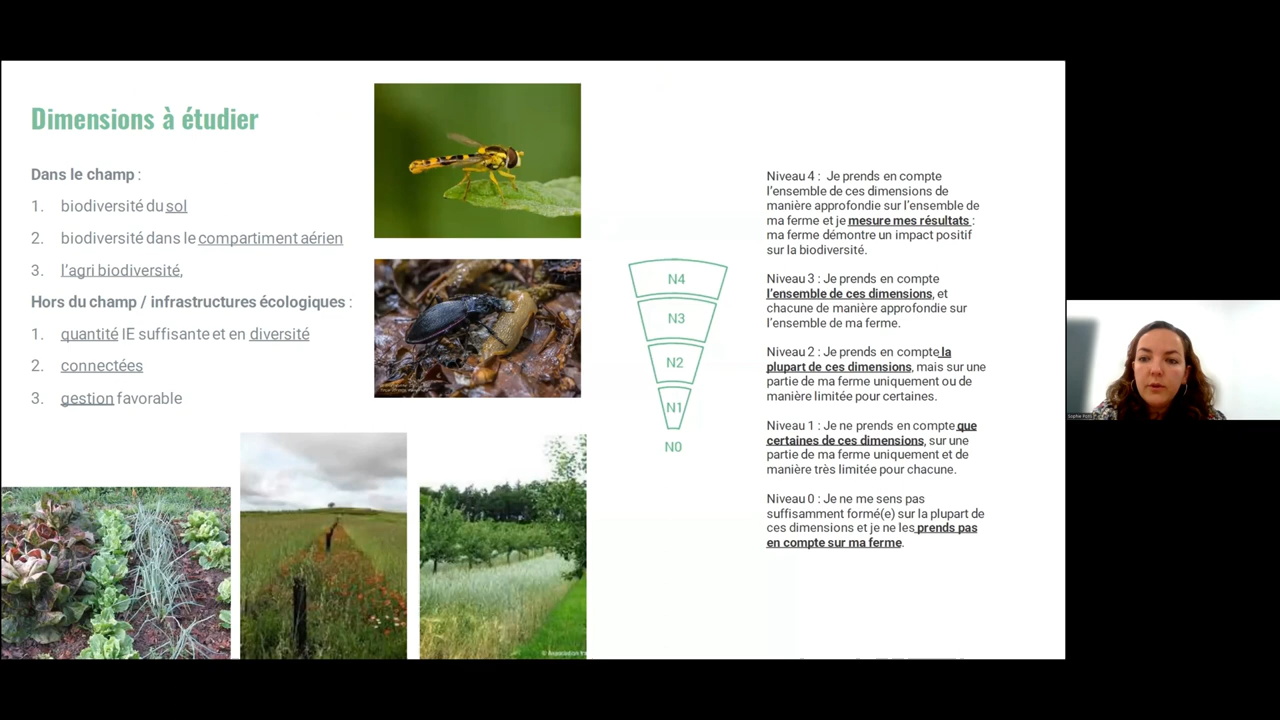 Dimensions à étudier
Dans le champ :
1. biodiversité du sol
2. biodiversité dans le compartiment aérien
3. l'agri biodiversité,
Hors du champ / infrastructures écologiques :
1. quantité IE suffisante et en diversité
2. connectées
3. gestion favorable
N4
N3
N2
N1
N0
Niveau 4 : Je prends en compte
l'ensemble de ces dimensions de
manière approfondie sur l'ensemble de
ma ferme et je mesure mes résultats :
ma ferme démontre un impact positif
sur la biodiversité.
Niveau 3 : Je prends en compte
l'ensemble de ces dimensions, et
chacune de manière approfondie sur
l'ensemble de ma ferme.
Niveau 2 : Je prends en compte la
plupart de ces dimensions, mais sur une
partie de ma ferme uniquement ou de
manière limitée pour certaines.
Niveau 1 : Je ne prends en compte que
certaines de ces dimensions, sur une
partie de ma ferme uniquement et de
manière très limitée pour chacune.
Niveau 0 : Je ne me sens pas
suffisamment formé(e) sur la plupart de
ces dimensions et je ne les prends pas
en compte sur ma ferme.
© Association
Sophie